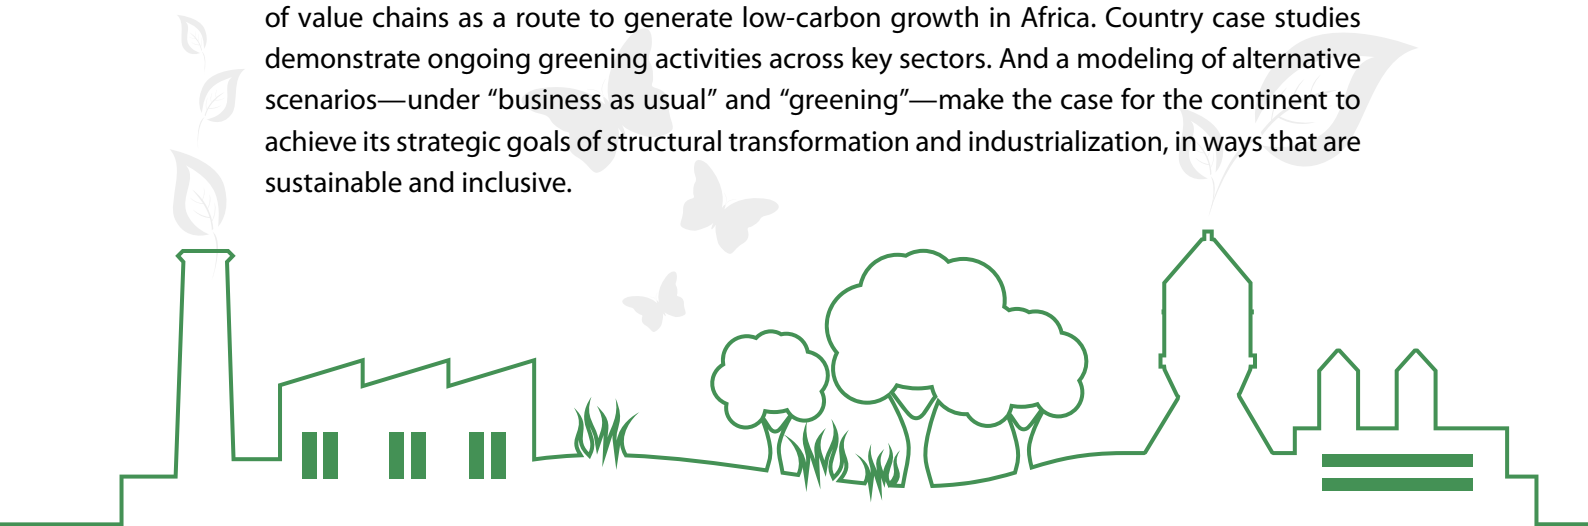 of value chains as a route to generate low-carbon growth in Africa. Country case studies
demonstrate ongoing greening activities across key sectors. And a modeling of alternative
scenarios—under “business as usual” and “greening”—make the case for the continent to
achieve its strategic goals of structural transformation and industrialization, in ways that are
sustainable and inclusive.